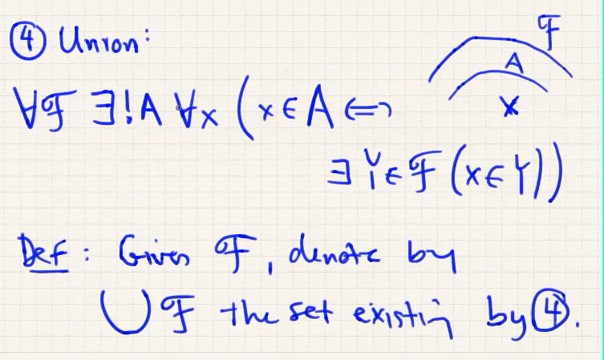 ④ Union:
ℱ
A
x
∀ℱ ∃!A ∀x (x∈A ⇔
∃Y∈ℱ (x∈Y))
Def: Given ℱ, denote by
⋃ℱ the set existing by ④.